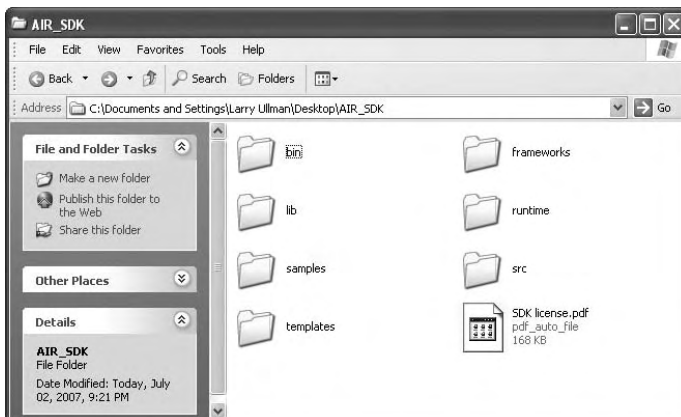 AIR_SDK
File Edit View Favorites Tools Help
Back Search Folders
Address C:\Documents and Settings\Larry Ullman\Desktop\AIR_SDK Go
File and Folder Tasks
Make a new folder
Publish this folder to
the Web
Share this folder
Other Places
Details
AIR_SDK
File Folder
Date Modified: Today, July
02, 2007, 9:21 PM
bin
frameworks
lib
runtime
samples
src
templates
SDK license.pdf
pdf_auto_file
168 KB